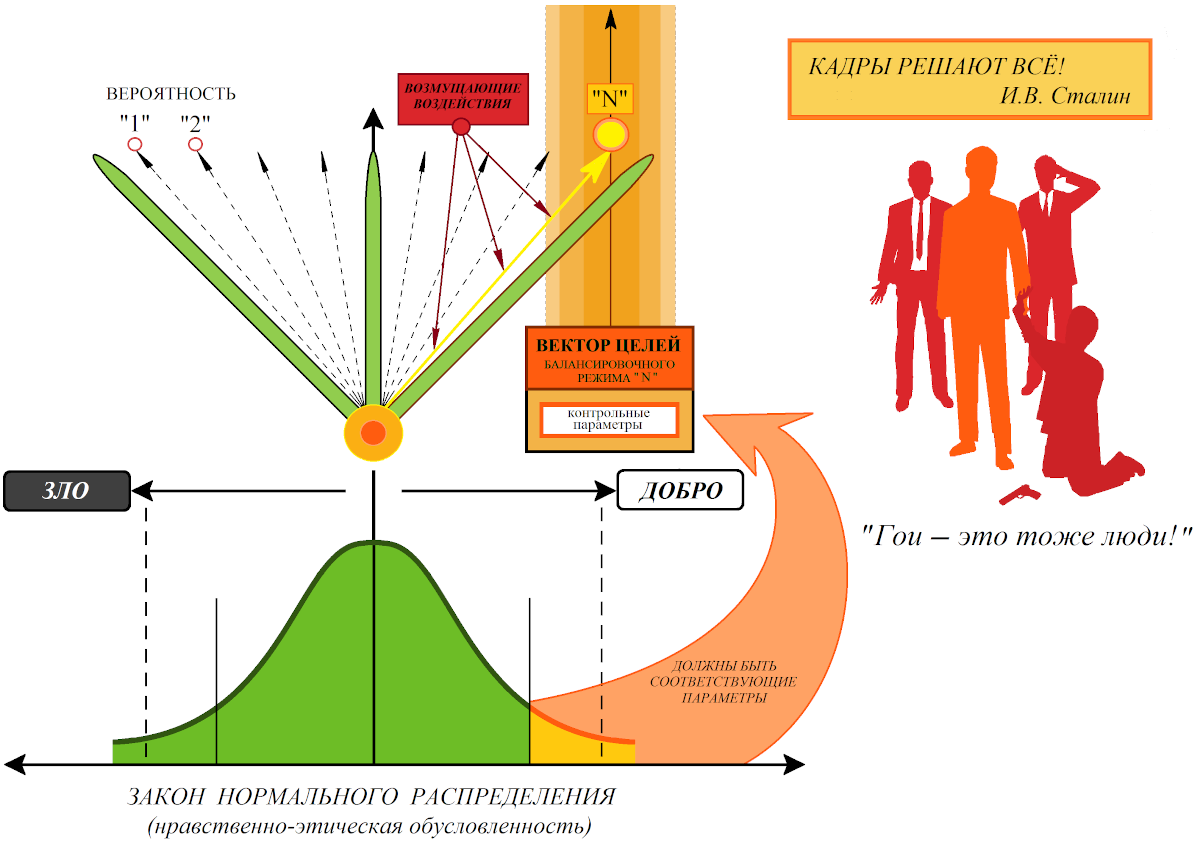 ВЕРОЯТНОСТЬ
"1" "2"
ВОЗМУЩАЮЩИЕ
ВОЗДЕЙСТВИЯ
"N"
КАДРЫ РЕШАЮТ ВСЁ!
И.В. Сталин
ВЕКТОР ЦЕЛЕЙ
БАЛАНСИРОВОЧНОГО
РЕЖИМА "N"
контрольные
параметры
ЗЛО
ДОБРО
"Гои – это тоже люди!"
ДОЛЖНЫ БЫТЬ
СООТВЕТСТВУЮЩИЕ
ПАРАМЕТРЫ
ЗАКОН НОРМАЛЬНОГО РАСПРЕДЕЛЕНИЯ
(нравственно-этическая обусловленность)